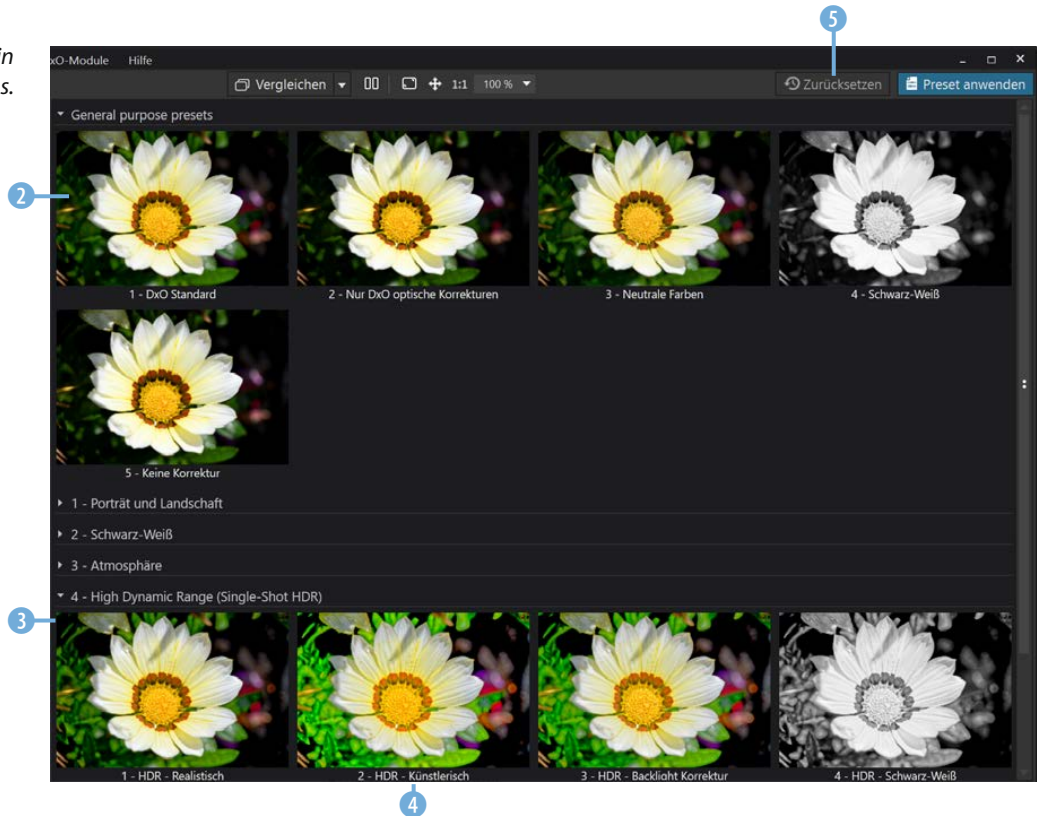 5
in
s.
xO-Module Hilfe
Vergleichen 1:1 100 % Zurücksetzen Preset anwenden
General purpose presets
2
1 - DxO Standard 2 - Nur DxO optische Korrekturen 3 - Neutrale Farben 4 - Schwarz-Weiß
5 - Keine Korrektur
1 - Porträt und Landschaft
2 - Schwarz-Weiß
3 - Atmosphäre
4 - High Dynamic Range (Single-Shot HDR)
3
1 - HDR - Realistisch 2 - HDR - Künstlerisch 3 - HDR - Backlight Korrektur 4 - HDR - Schwarz-Weiß
4